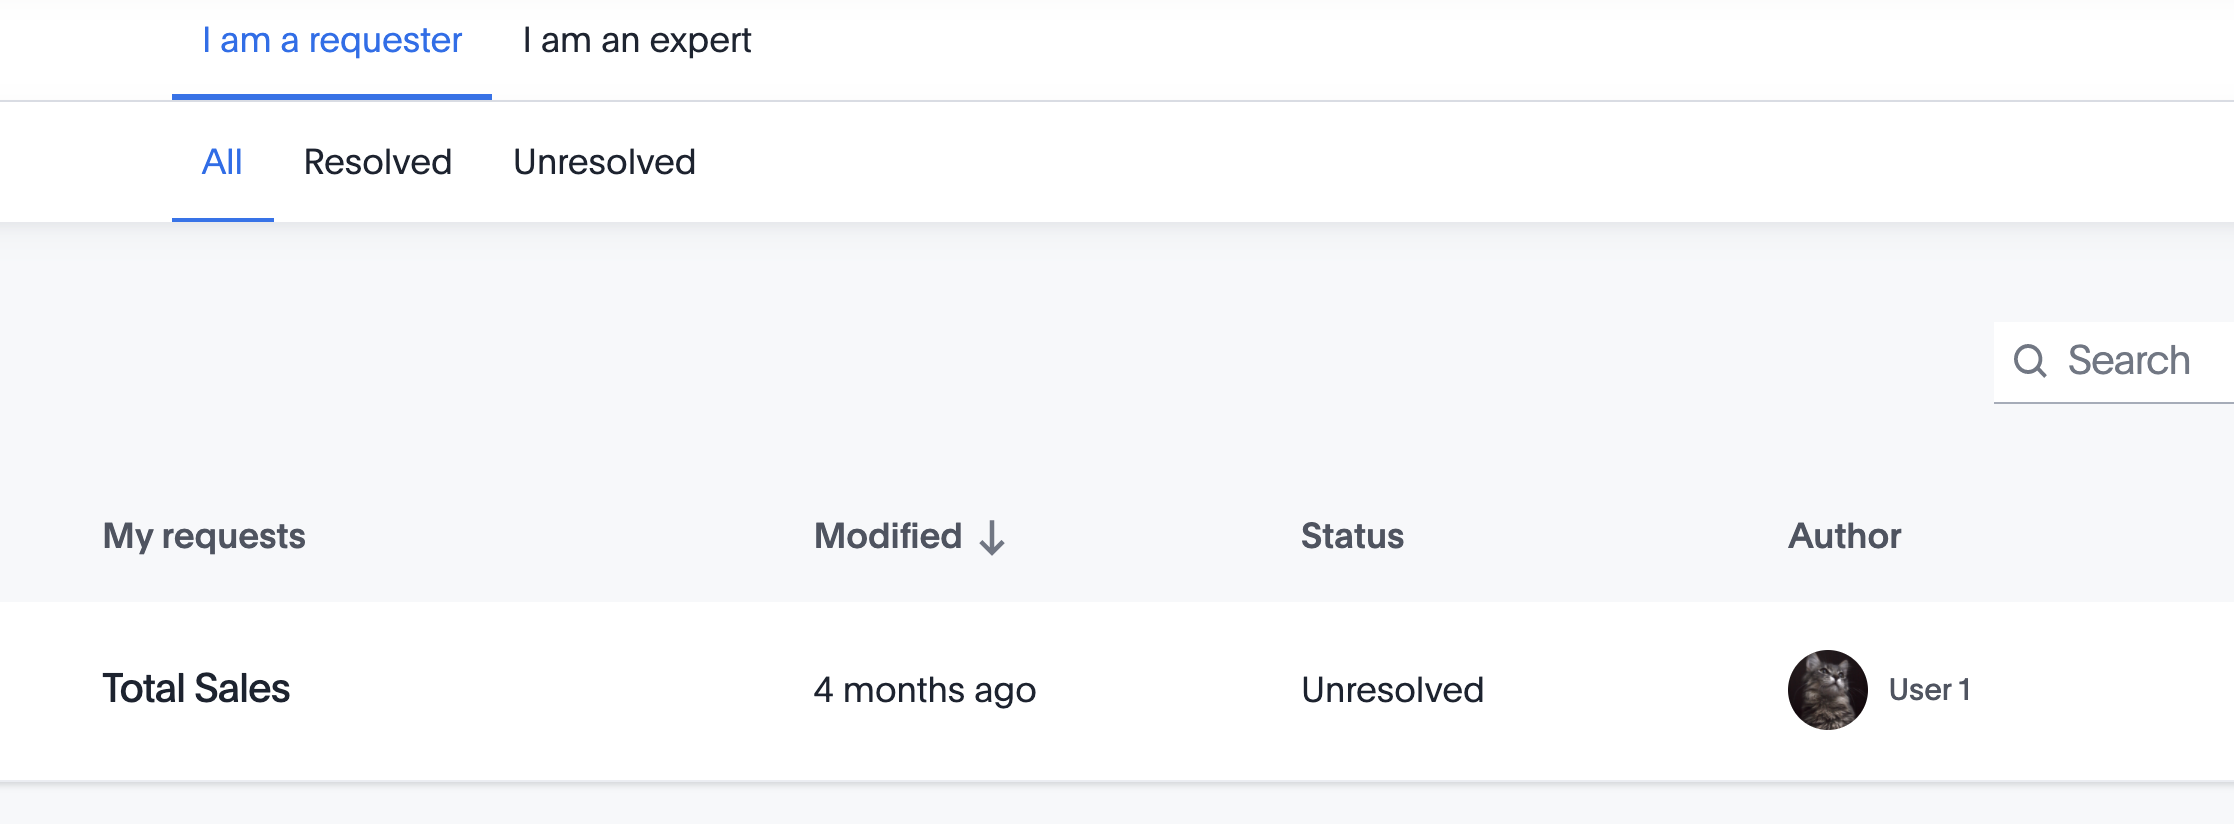 I am a requester I am an expert
All Resolved Unresolved
Search
My requests Modified Status Author
Total Sales 4 months ago Unresolved User 1